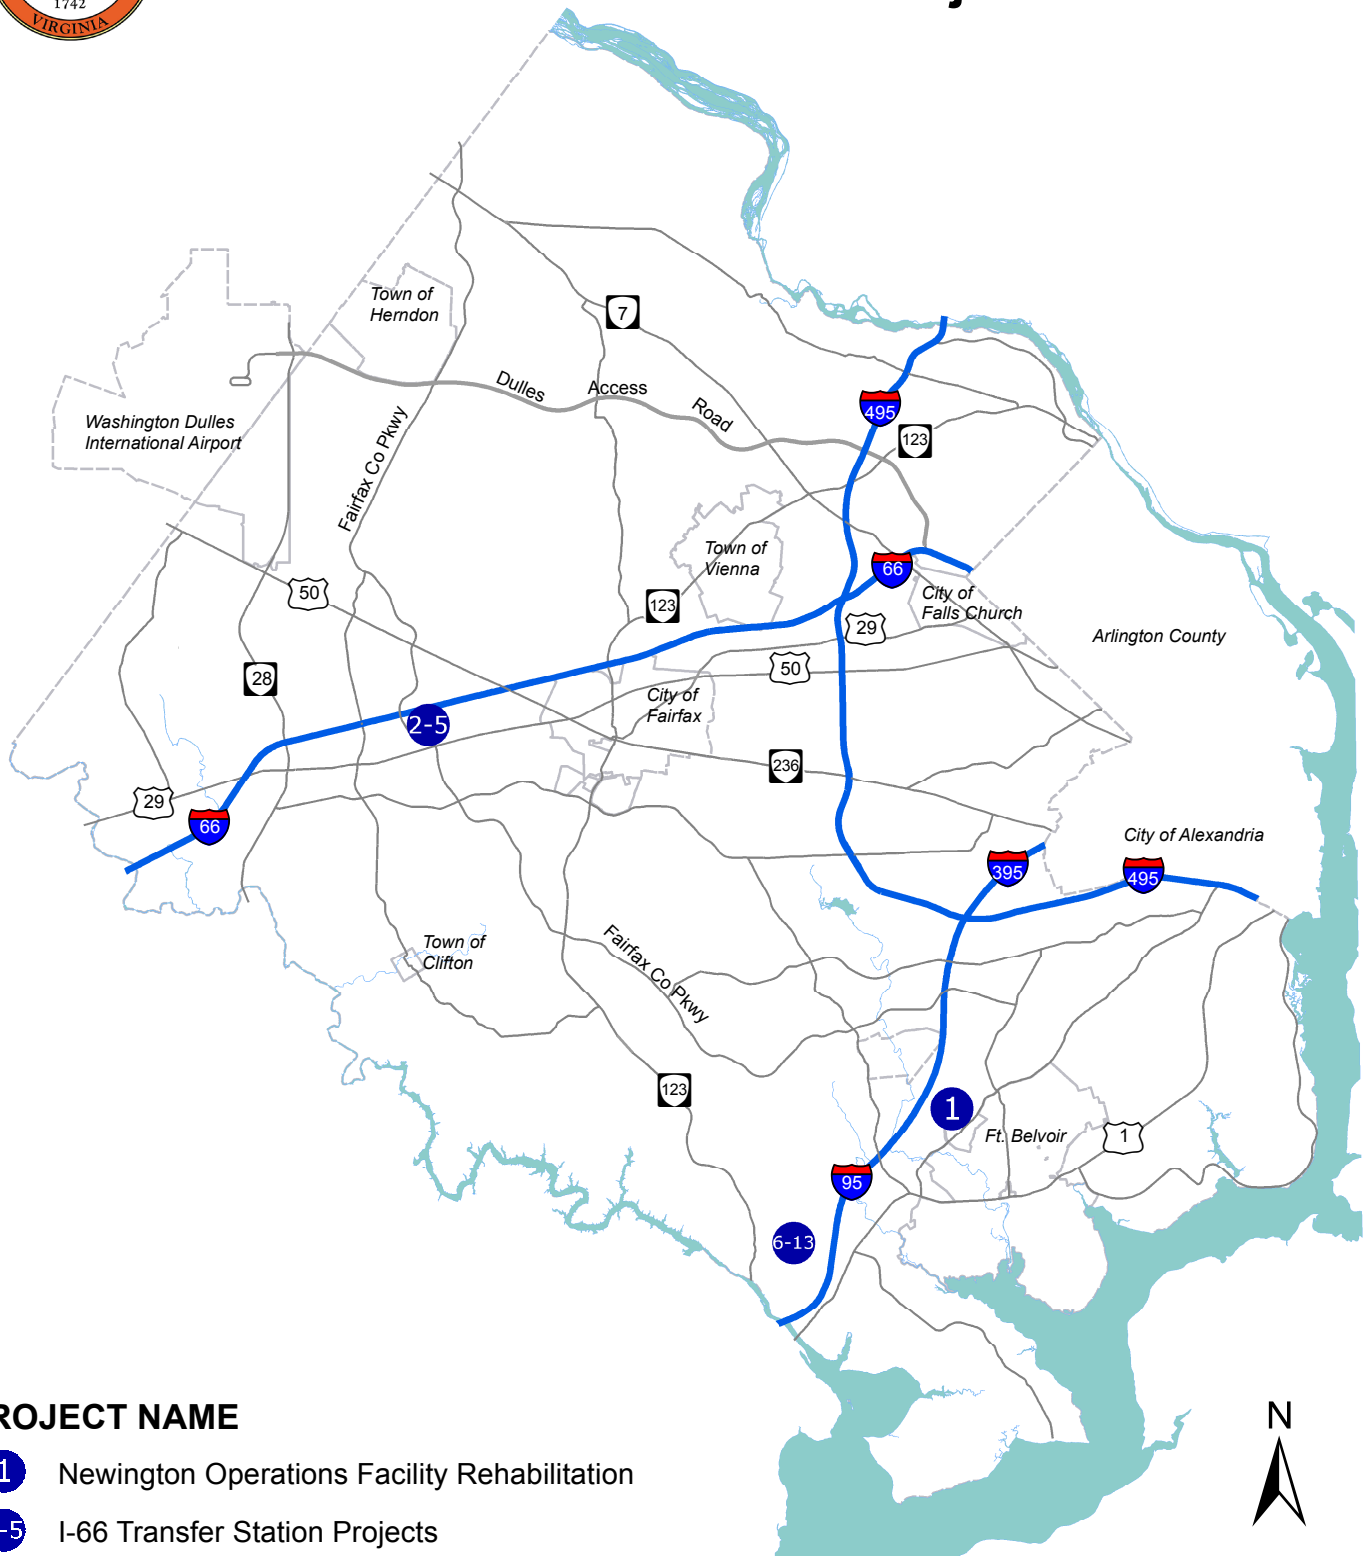 1742
VIRGINIA
Town of
Herndon
7
Dulles
Access
Road
495
123
Washington Dulles
International Airport
Fairfax Co Pkwy
Town of
Vienna
66
50
123
City of
Falls Church
29
Arlington County
50
28
City of
Fairfax
2-5
236
29
66
City of Alexandria
395
495
Town of
Clifton
Fairfax Co Pkwy
123
1
Ft. Belvoir
1
95
6-13
ROJECT NAME
1 Newington Operations Facility Rehabilitation
-5 I-66 Transfer Station Projects
N